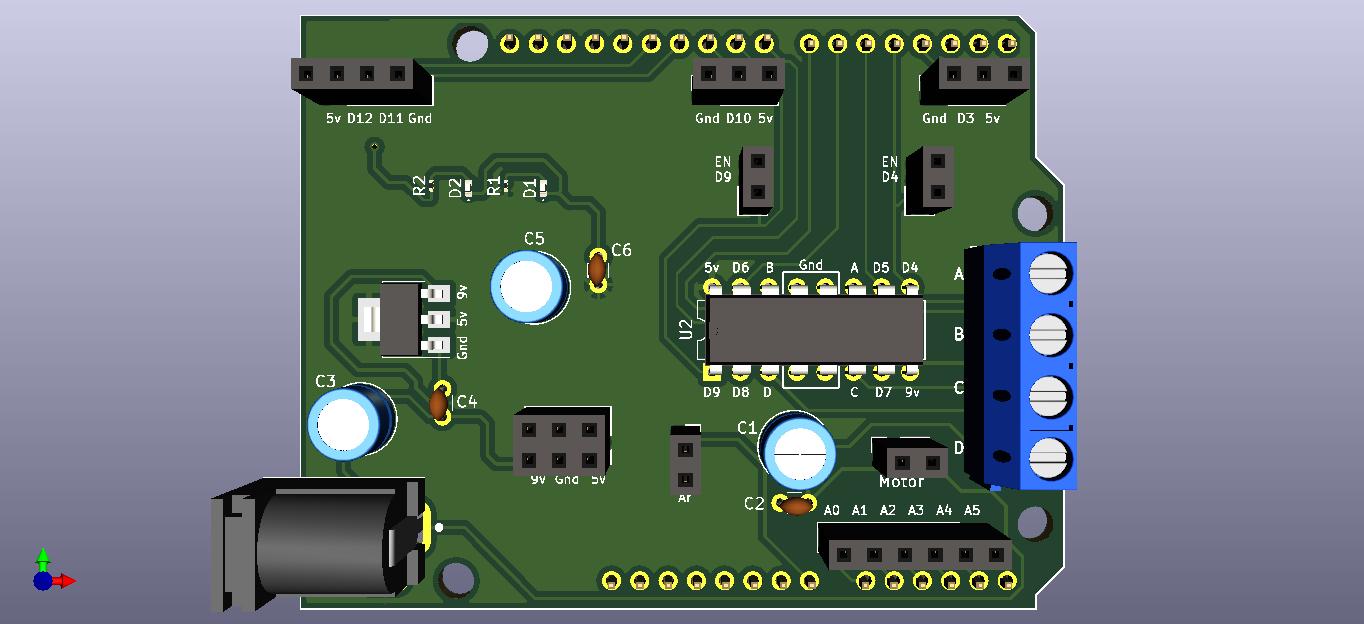 5v D12 D11 Gnd
Gnd D10 5v
Gnd D3 5v
EN
D9
EN
D4
R2
D2
R1
D1
C5
C6
5v D6 B Gnd A D5 D4
A
9v
5v
Gnd
U2
B
C3
C4
D9 D8 D C D7 9v
C
C1
D
9v Gnd 5v
Motor
C2
A0 A1 A2 A3 A4 A5